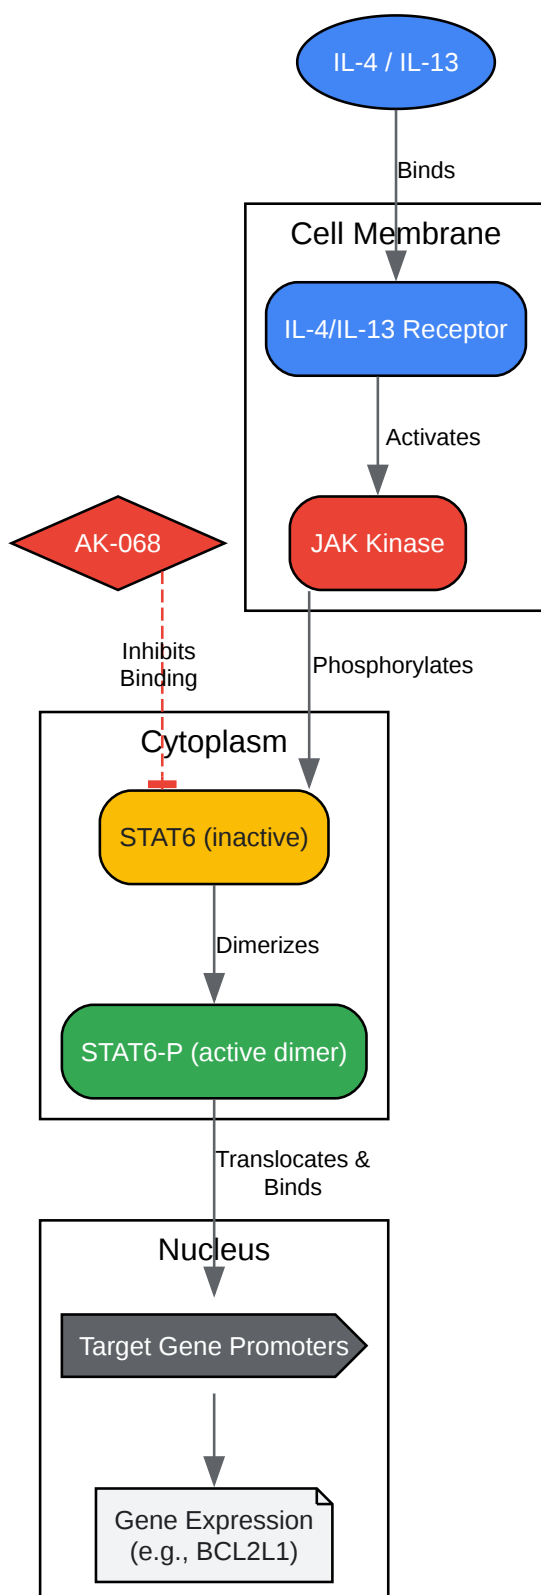 IL-4 / IL-13
Binds
Cell Membrane
IL-4/IL-13 Receptor
Activates
AK-068
JAK Kinase
Inhibits
Binding
Phosphorylates
Cytoplasm
STAT6 (inactive)
Dimerizes
STAT6-P (active dimer)
Translocates &
Binds
Nucleus
Target Gene Promoters
Gene Expression
(e.g., BCL2L1)